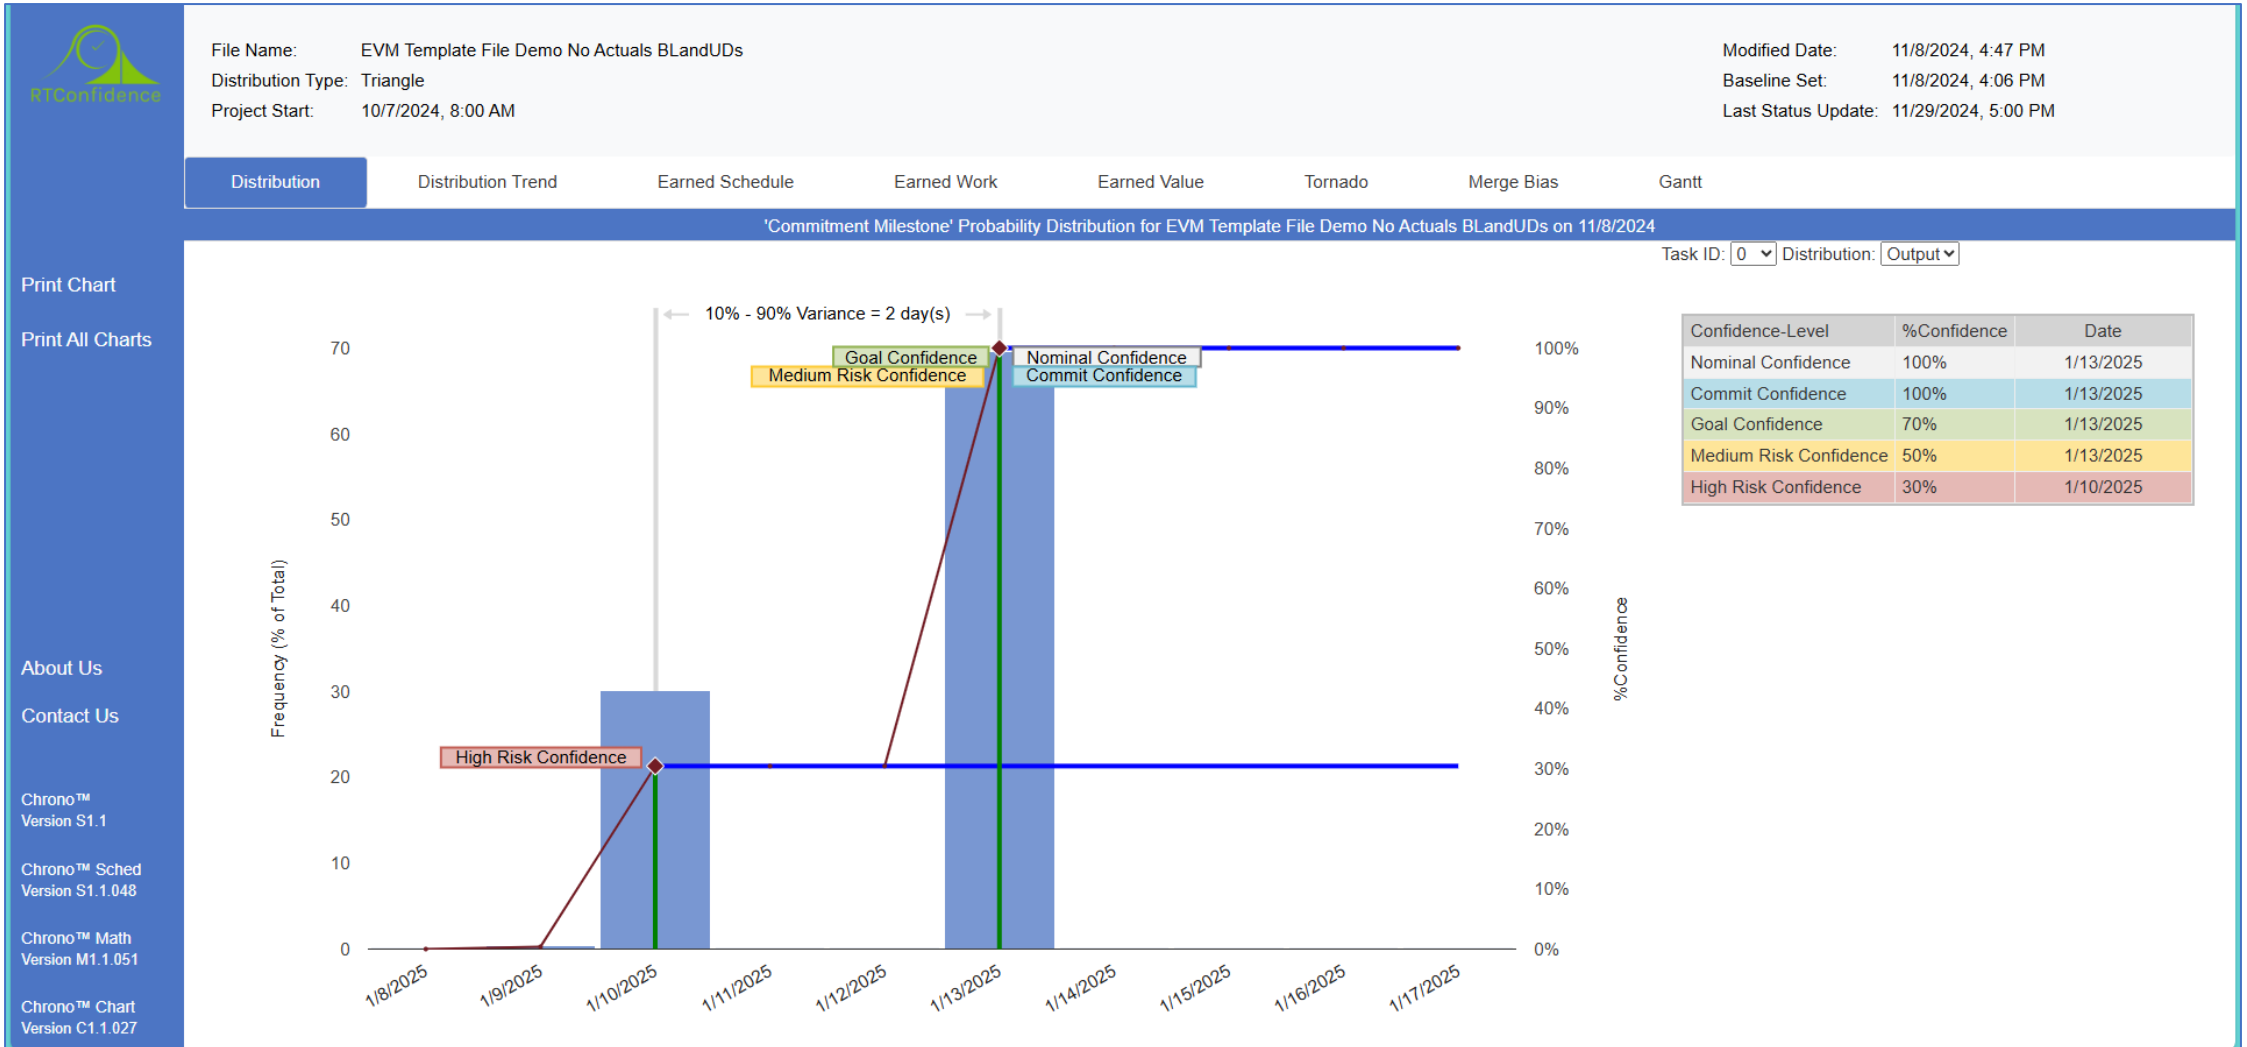 RTConfidence
File Name: EVM Template File Demo No Actuals BLandUDs
Distribution Type: Triangle
Project Start: 10/7/2024, 8:00 AM
Modified Date: 11/8/2024, 4:47 PM
Baseline Set: 11/8/2024, 4:06 PM
Last Status Update: 11/29/2024, 5:00 PM
Distribution Distribution Trend Earned Schedule Earned Work Earned Value Tornado Merge Bias Gantt
'Commitment Milestone' Probability Distribution for EVM Template File Demo No Actuals BLandUDs on 11/8/2024
Task ID: 0 Distribution: Output
Print Chart
Print All Charts
About Us
Contact Us
Chrono™
Version S1.1
Chrono™ Sched
Version S1.1.048
Chrono™ Math
Version M1.1.051
Chrono™ Chart
Version C1.1.027
10% - 90% Variance = 2 day(s)
Goal Confidence
Nominal Confidence
Medium Risk Confidence
Commit Confidence
High Risk Confidence
Frequency (% of Total)
70
60
50
40
30
20
10
0
100%
90%
80%
70%
60%
50%
40%
30%
20%
10%
0%
%Confidence
1/8/2025 1/9/2025 1/10/2025 1/11/2025 1/12/2025 1/13/2025 1/14/2025 1/15/2025 1/16/2025 1/17/2025
Confidence-Level %Confidence Date
Nominal Confidence 100% 1/13/2025
Commit Confidence 100% 1/13/2025
Goal Confidence 70% 1/13/2025
Medium Risk Confidence 50% 1/13/2025
High Risk Confidence 30% 1/10/2025